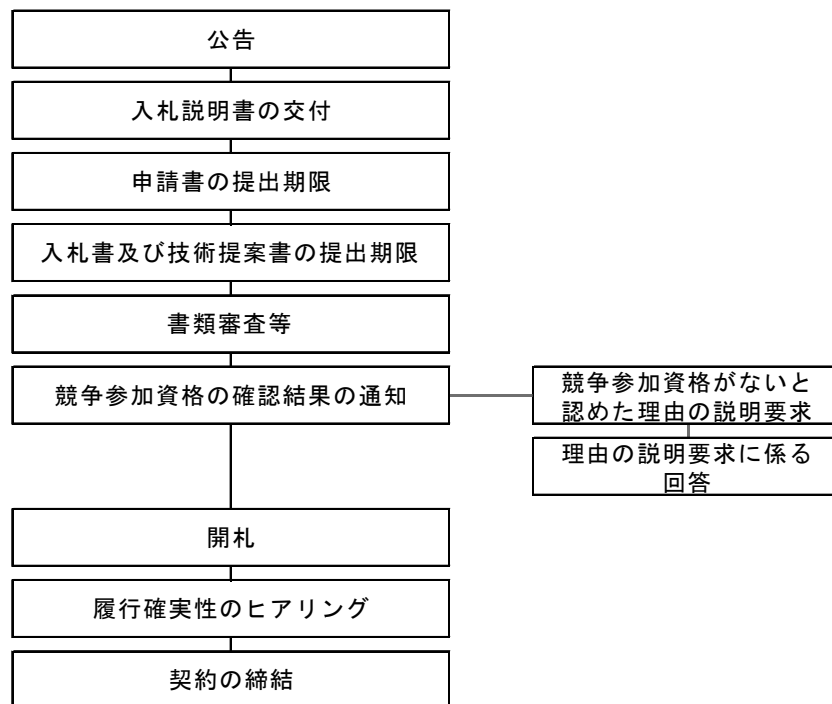 公告
入札説明書の交付
申請書の提出期限
入札書及び技術提案書の提出期限
書類審査等
競争参加資格の確認結果の通知
競争参加資格がないと
認めた理由の説明要求
理由の説明要求に係る
回答
開札
履行確実性のヒアリング
契約の締結